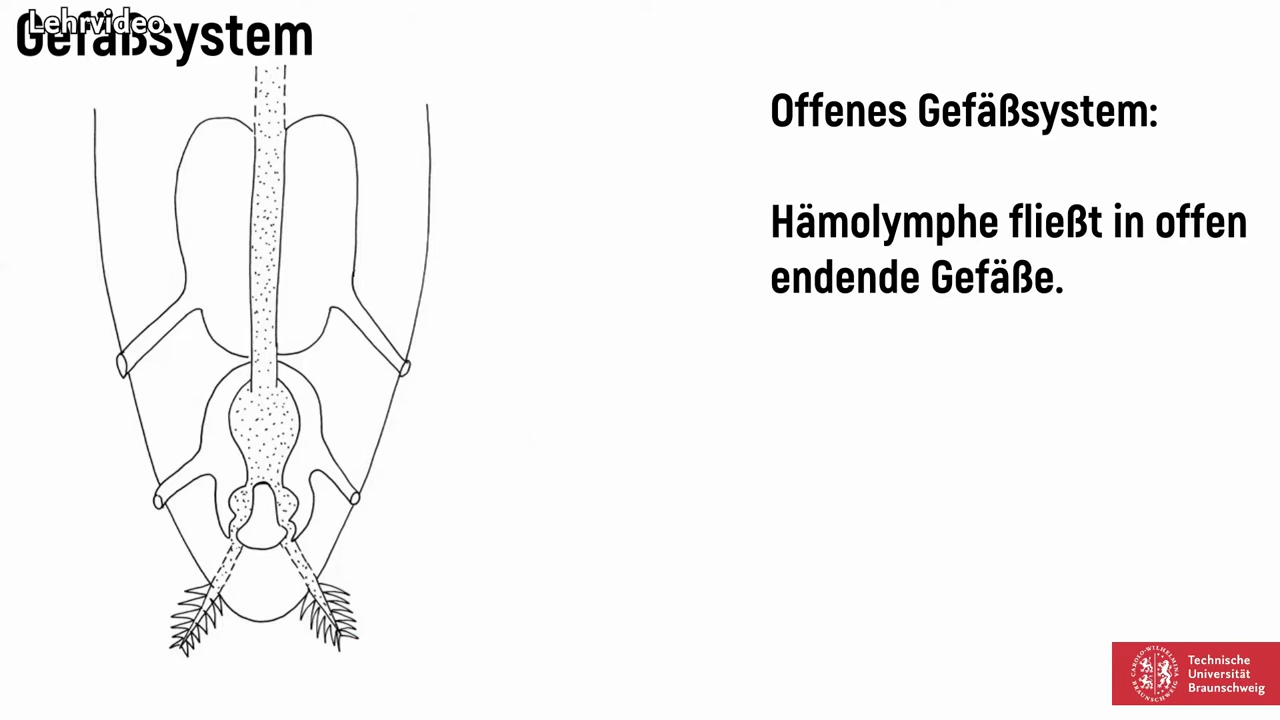 Lehrvideo
Gefäßsystem
Offenes Gefäßsystem:
Hämolymphe fließt in offen
endende Gefäße.
Technische
Universität
Braunschweig